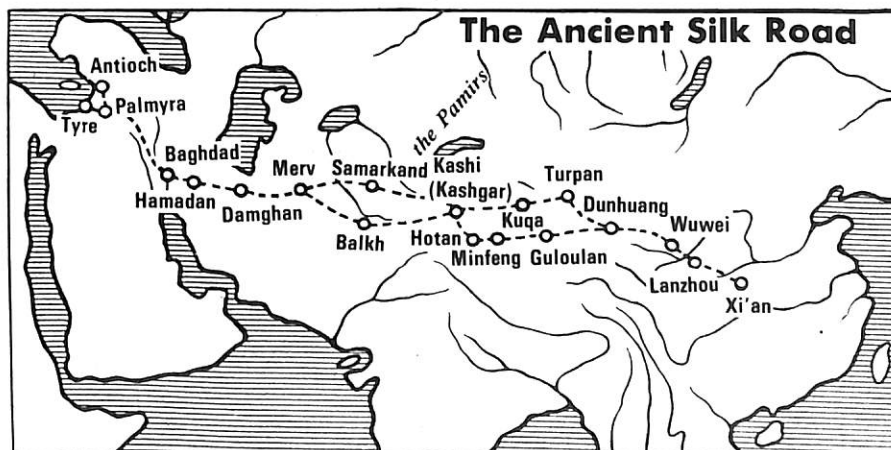 The Ancient Silk Road
Antioch
the Pamirs
Tyre
Palmyra
Baghdad
Merv
Samarkand
Kashi
(Kashgar)
Turpan
Hamadan
Damghan
Kuqa
Dunhuang
Balkh
Hotan
Minfeng
Guloulan
Wuwei
Lanzhou
Xi'an